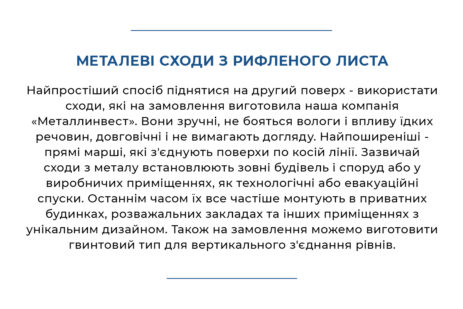 МЕТАЛЕВІ СХОДИ З РИФЛЕНОГО ЛИСТА
Найпростіший спосіб піднятися на другий поверх - використати
сходи, які на замовлення виготовила наша компанія
«Металлинвест». Вони зручні, не бояться вологи і впливу їдких
речовин, довговічні і не вимагають догляду. Найпоширеніші -
прямі марші, які з'єднують поверхи по косій лінії. Зазвичай
сходи з металу встановлюють зовні будівель і споруд або у
виробничих приміщеннях, як технологічні або евакуаційні
спуски. Останнім часом їх все частіше монтують в приватних
будинках, розважальних закладах та інших приміщеннях з
унікальним дизайном. Також на замовлення можемо виготовити
гвинтовий тип для вертикального з'єднання рівнів.